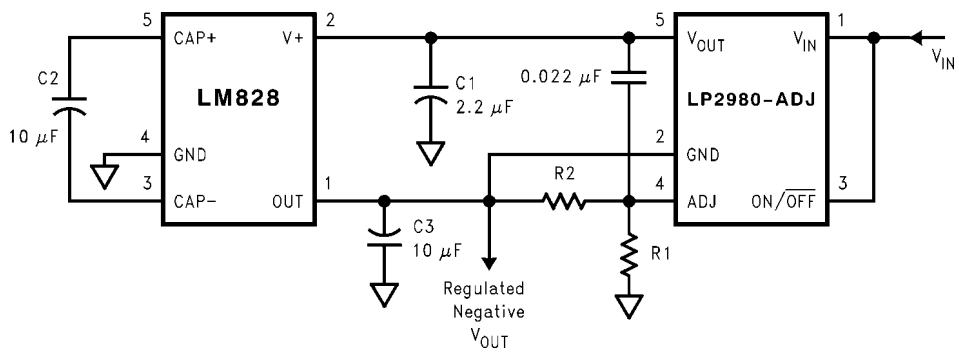 5
CAP+
V+
2
C2
10 µF
LM828
4
GND
3
CAP-
OUT
1
C1
2.2 µF
0.022 µF
C3
10 µF
Regulated
Negative
VOUT
R2
R1
5
VOUT
VIN
1
VIN
LP2980-ADJ
2
GND
4
ADJ
ON/OFF
3